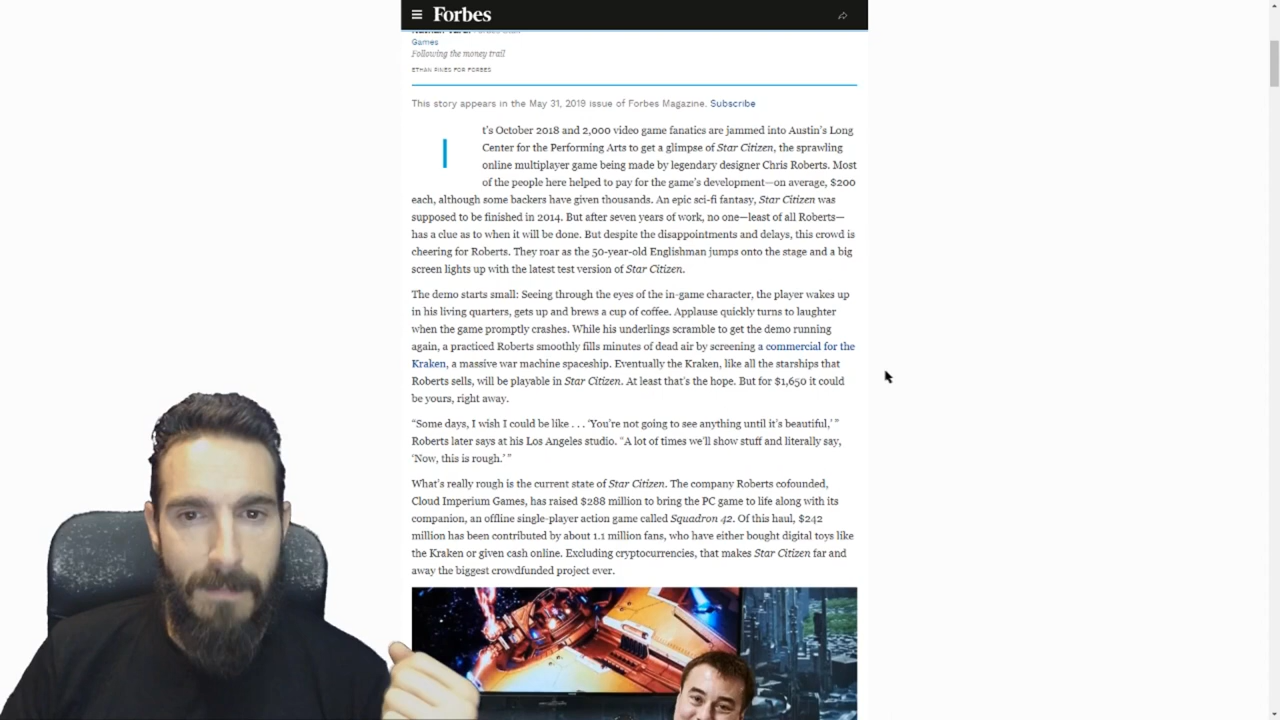 Forbes
Games
Following the money trail
ETHAN PINES FOR FORBES
This story appears in the May 31, 2019 issue of Forbes Magazine. Subscribe
It's October 2018 and 2,000 video game fanatics are jammed into Austin's Long
Center for the Performing Arts to get a glimpse of Star Citizen, the sprawling
online multiplayer game being made by legendary designer Chris Roberts. Most
of the people here helped to pay for the game's development—on average, $200
each, although some backers have given thousands. An epic sci-fi fantasy, Star Citizen was
supposed to be finished in 2014. But after seven years of work, no one—least of all Roberts—
has a clue as to when it will be done. But despite the disappointments and delays, this crowd is
cheering for Roberts. They roar as the 50-year-old Englishman jumps onto the stage and a big
screen lights up with the latest test version of Star Citizen.
The demo starts small: Seeing through the eyes of the in-game character, the player wakes up
in his living quarters, gets up and brews a cup of coffee. Applause quickly turns to laughter
when the game promptly crashes. While his underlings scramble to get the demo running
again, a practiced Roberts smoothly fills minutes of dead air by screening a commercial for the
Kraken, a massive war machine spaceship. Eventually the Kraken, like all the starships that
Roberts sells, will be playable in Star Citizen. At least that's the hope. But for $1,650 it could
be yours, right away.
“Some days, I wish I could be like . . . ‘You're not going to see anything until it's beautiful,’ ”
Roberts later says at his Los Angeles studio. “A lot of times we'll show stuff and literally say,
‘Now, this is rough.’ ”
What's really rough is the current state of Star Citizen. The company Roberts cofounded,
Cloud Imperium Games, has raised $288 million to bring the PC game to life along with its
companion, an offline single-player action game called Squadron 42. Of this haul, $242
million has been contributed by about 1.1 million fans, who have either bought digital toys like
the Kraken or given cash online. Excluding cryptocurrencies, that makes Star Citizen far and
away the biggest crowdfunded project ever.